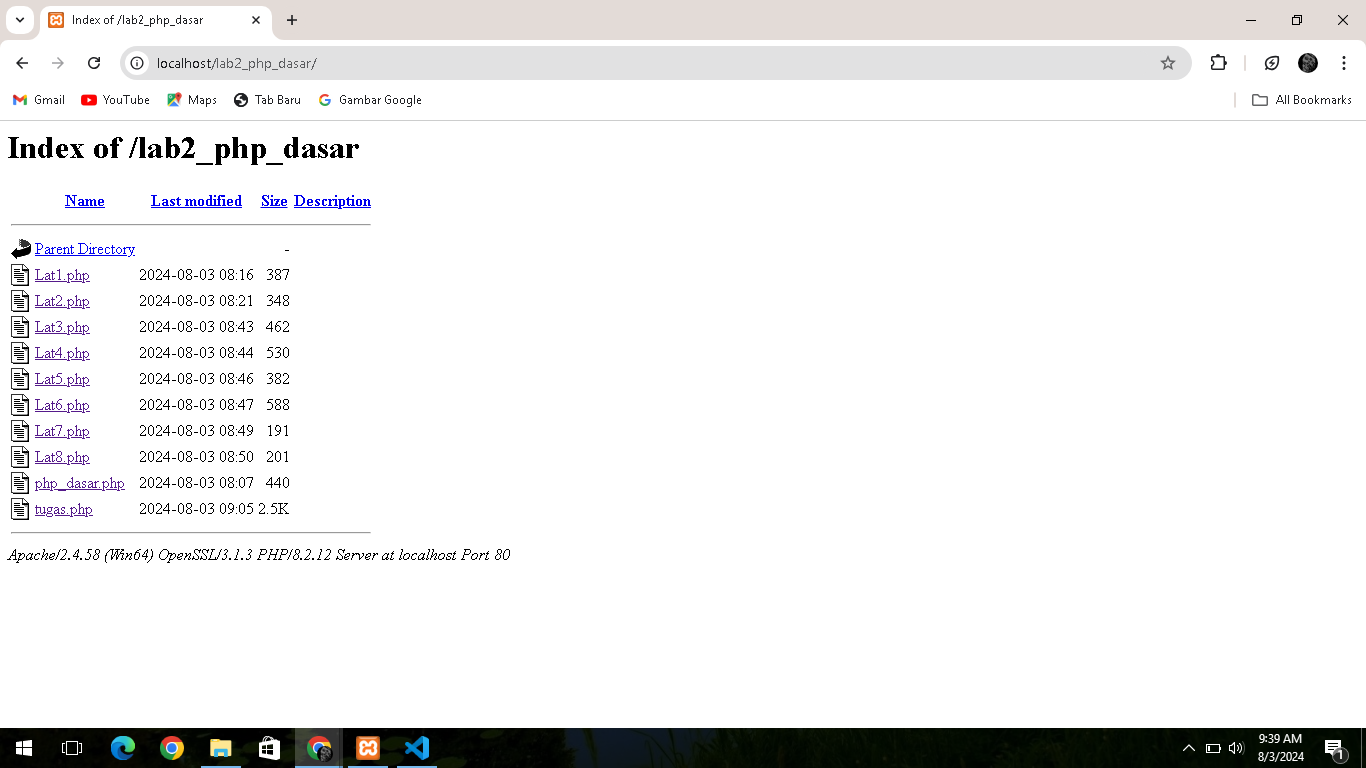 Index of /lab2_php_dasar
localhost/lab2_php_dasar/
Gmail YouTube Maps Tab Baru Gambar Google All Bookmarks
Index of /lab2_php_dasar
Name Last modified Size Description
Parent Directory -
Lat1.php 2024-08-03 08:16 387
Lat2.php 2024-08-03 08:21 348
Lat3.php 2024-08-03 08:43 462
Lat4.php 2024-08-03 08:44 530
Lat5.php 2024-08-03 08:46 382
Lat6.php 2024-08-03 08:47 588
Lat7.php 2024-08-03 08:49 191
Lat8.php 2024-08-03 08:50 201
php_dasar.php 2024-08-03 08:07 440
tugas.php 2024-08-03 09:05 2.5K
Apache/2.4.58 (Win64) OpenSSL/3.1.3 PHP/8.2.12 Server at localhost Port 80
9:39 AM
8/3/2024
1